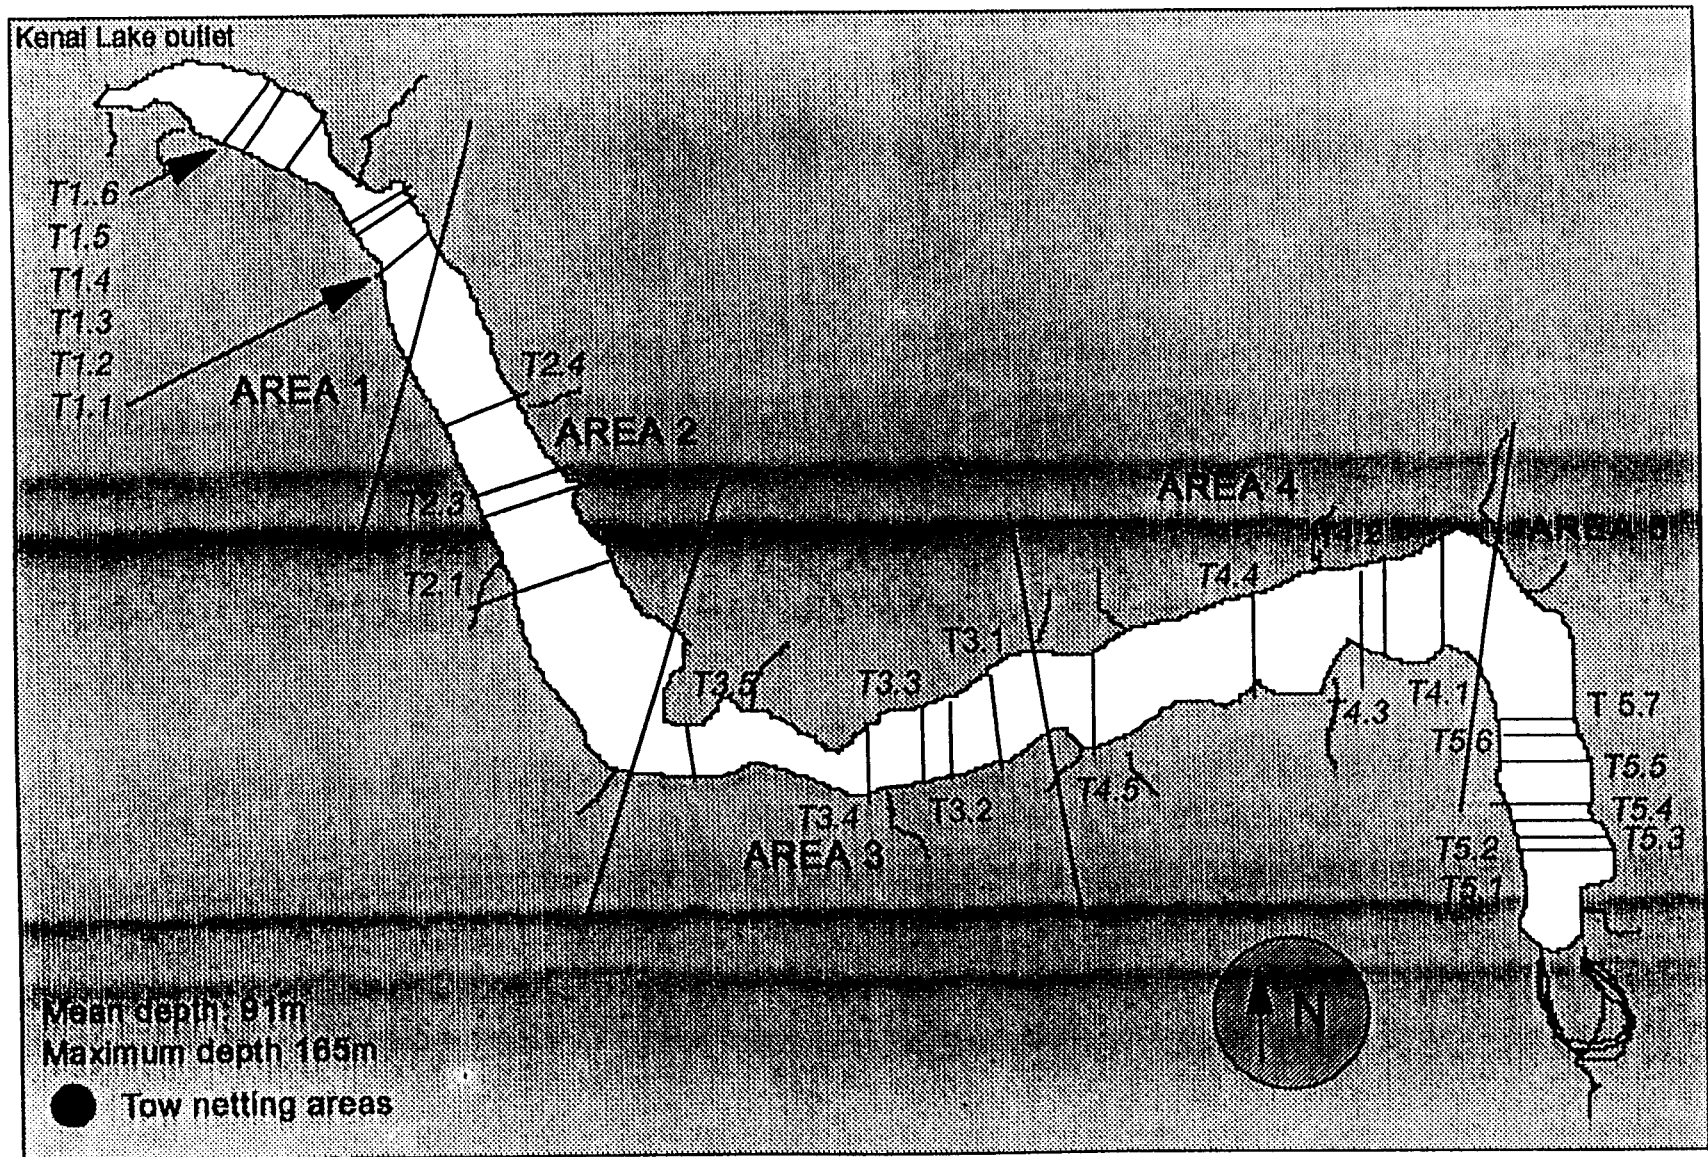 Kenai Lake outlet
T1..6
T1.5
T1.4
T1.3
T1.2
T1.1
AREA 1
T2.4
AREA 2
T2.3
T2.1
AREA 4
AREA 5
T4.4
T3.1
T3.5
T3.3
T4.3
T4.1
T 5.7
T5.6
T5.5
T3.4
T3.2
T4.5
T5.4
T5.3
T5.2
T5.1
AREA 3
N
Mean depth: 91m
Maximum depth 165m
Tow netting areas